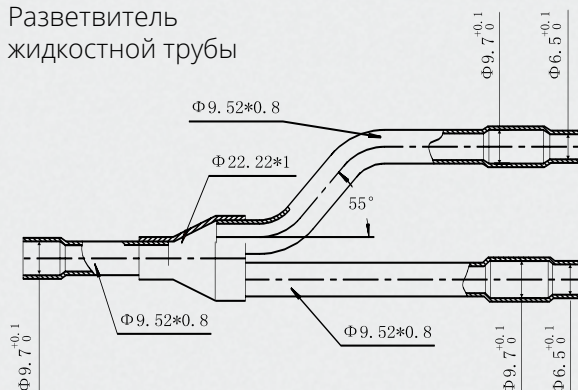 Разветвитель
жидкостной трубы
Φ9.7 +0.1 0
Φ6.5 +0.1 0
Φ9.52*0.8
Φ22.22*1
55°
Φ9.52*0.8
Φ9.52*0.8
Φ9.7 +0.1 0
Φ9.7 +0.1 0
Φ6.5 +0.1 0